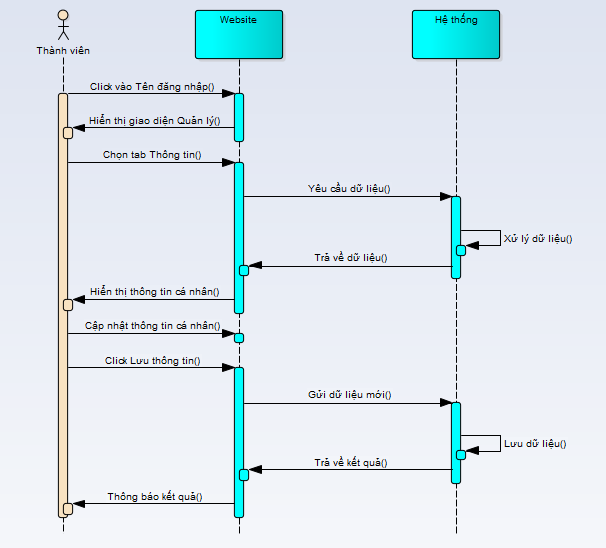 Website
Hệ thống
Thành viên
Click vào Tên đăng nhập()
Hiển thị giao diện Quản lý()
Chọn tab Thông tin()
Yêu cầu dữ liệu()
Xử lý dữ liệu()
Trả về dữ liệu()
Hiển thị thông tin cá nhân()
Cập nhật thông tin cá nhân()
Click Lưu thông tin()
Gửi dữ liệu mới()
Lưu dữ liệu()
Trả về kết quả()
Thông báo kết quả()